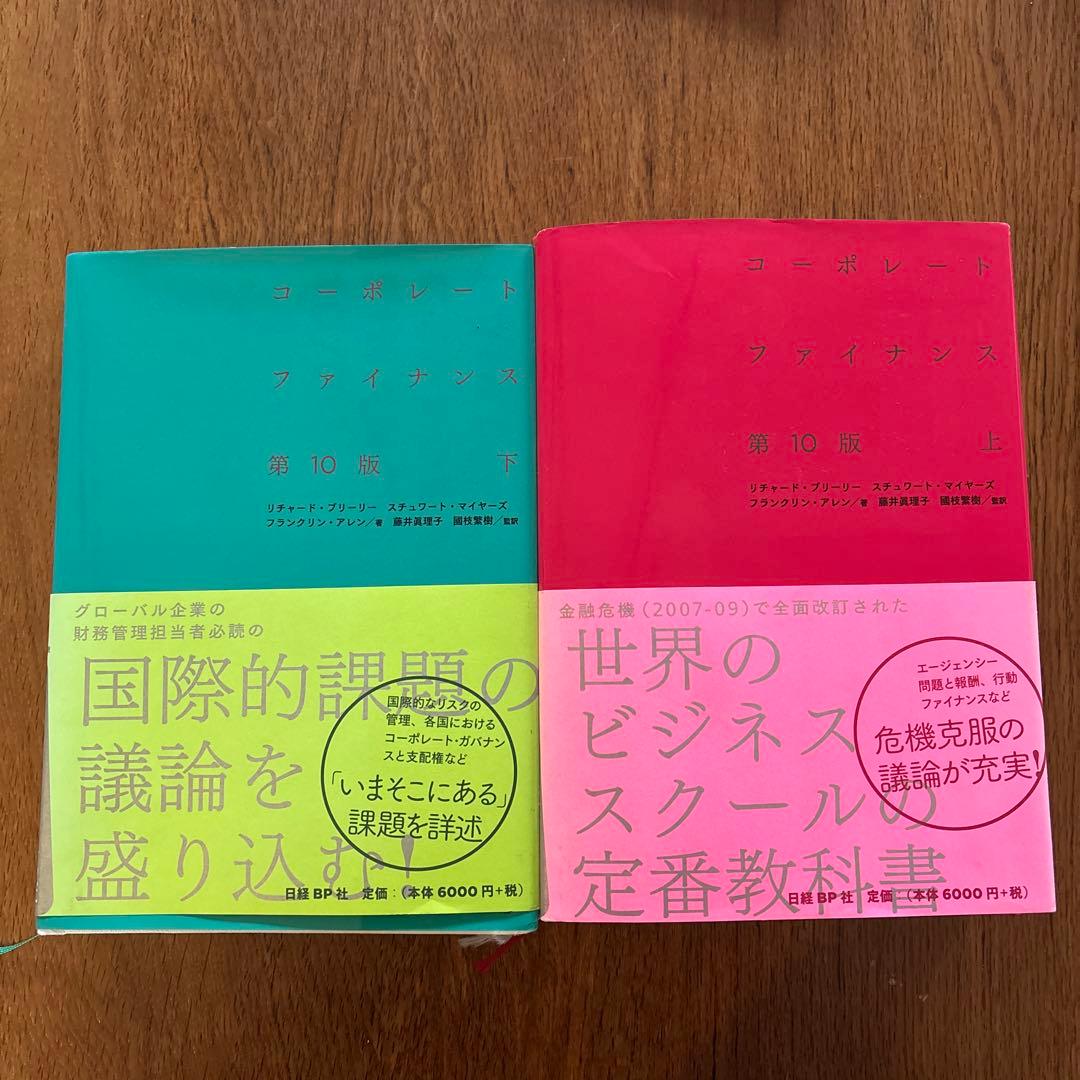 コーポレート
ファイナンス
第10版 下
リチャード・ブリーリー スチュワート・マイヤーズ
フランクリン・アレン／著 藤井眞理子 國枝繁樹／監訳
グローバル企業の
財務管理担当者必読の
国際的課題の
議論を
盛り込む!
国際的なリスクの
管理、各国における
コーポレート・ガバナン
スと支配権など
「いまそこにある」
課題を詳述
日経BP社 定価：(本体6000円+税)
コーポレート
ファイナンス
第10版 上
リチャード・ブリーリー スチュワート・マイヤーズ
フランクリン・アレン／著 藤井眞理子 國枝繁樹／監訳
金融危機(2007-09)で全面改訂された
世界の
ビジネス
スクールの
定番教科書
エージェンシー
問題と報酬、行動
ファイナンスなど
危機克服の
議論が充実!
日経BP社 定価：(本体6000円+税)